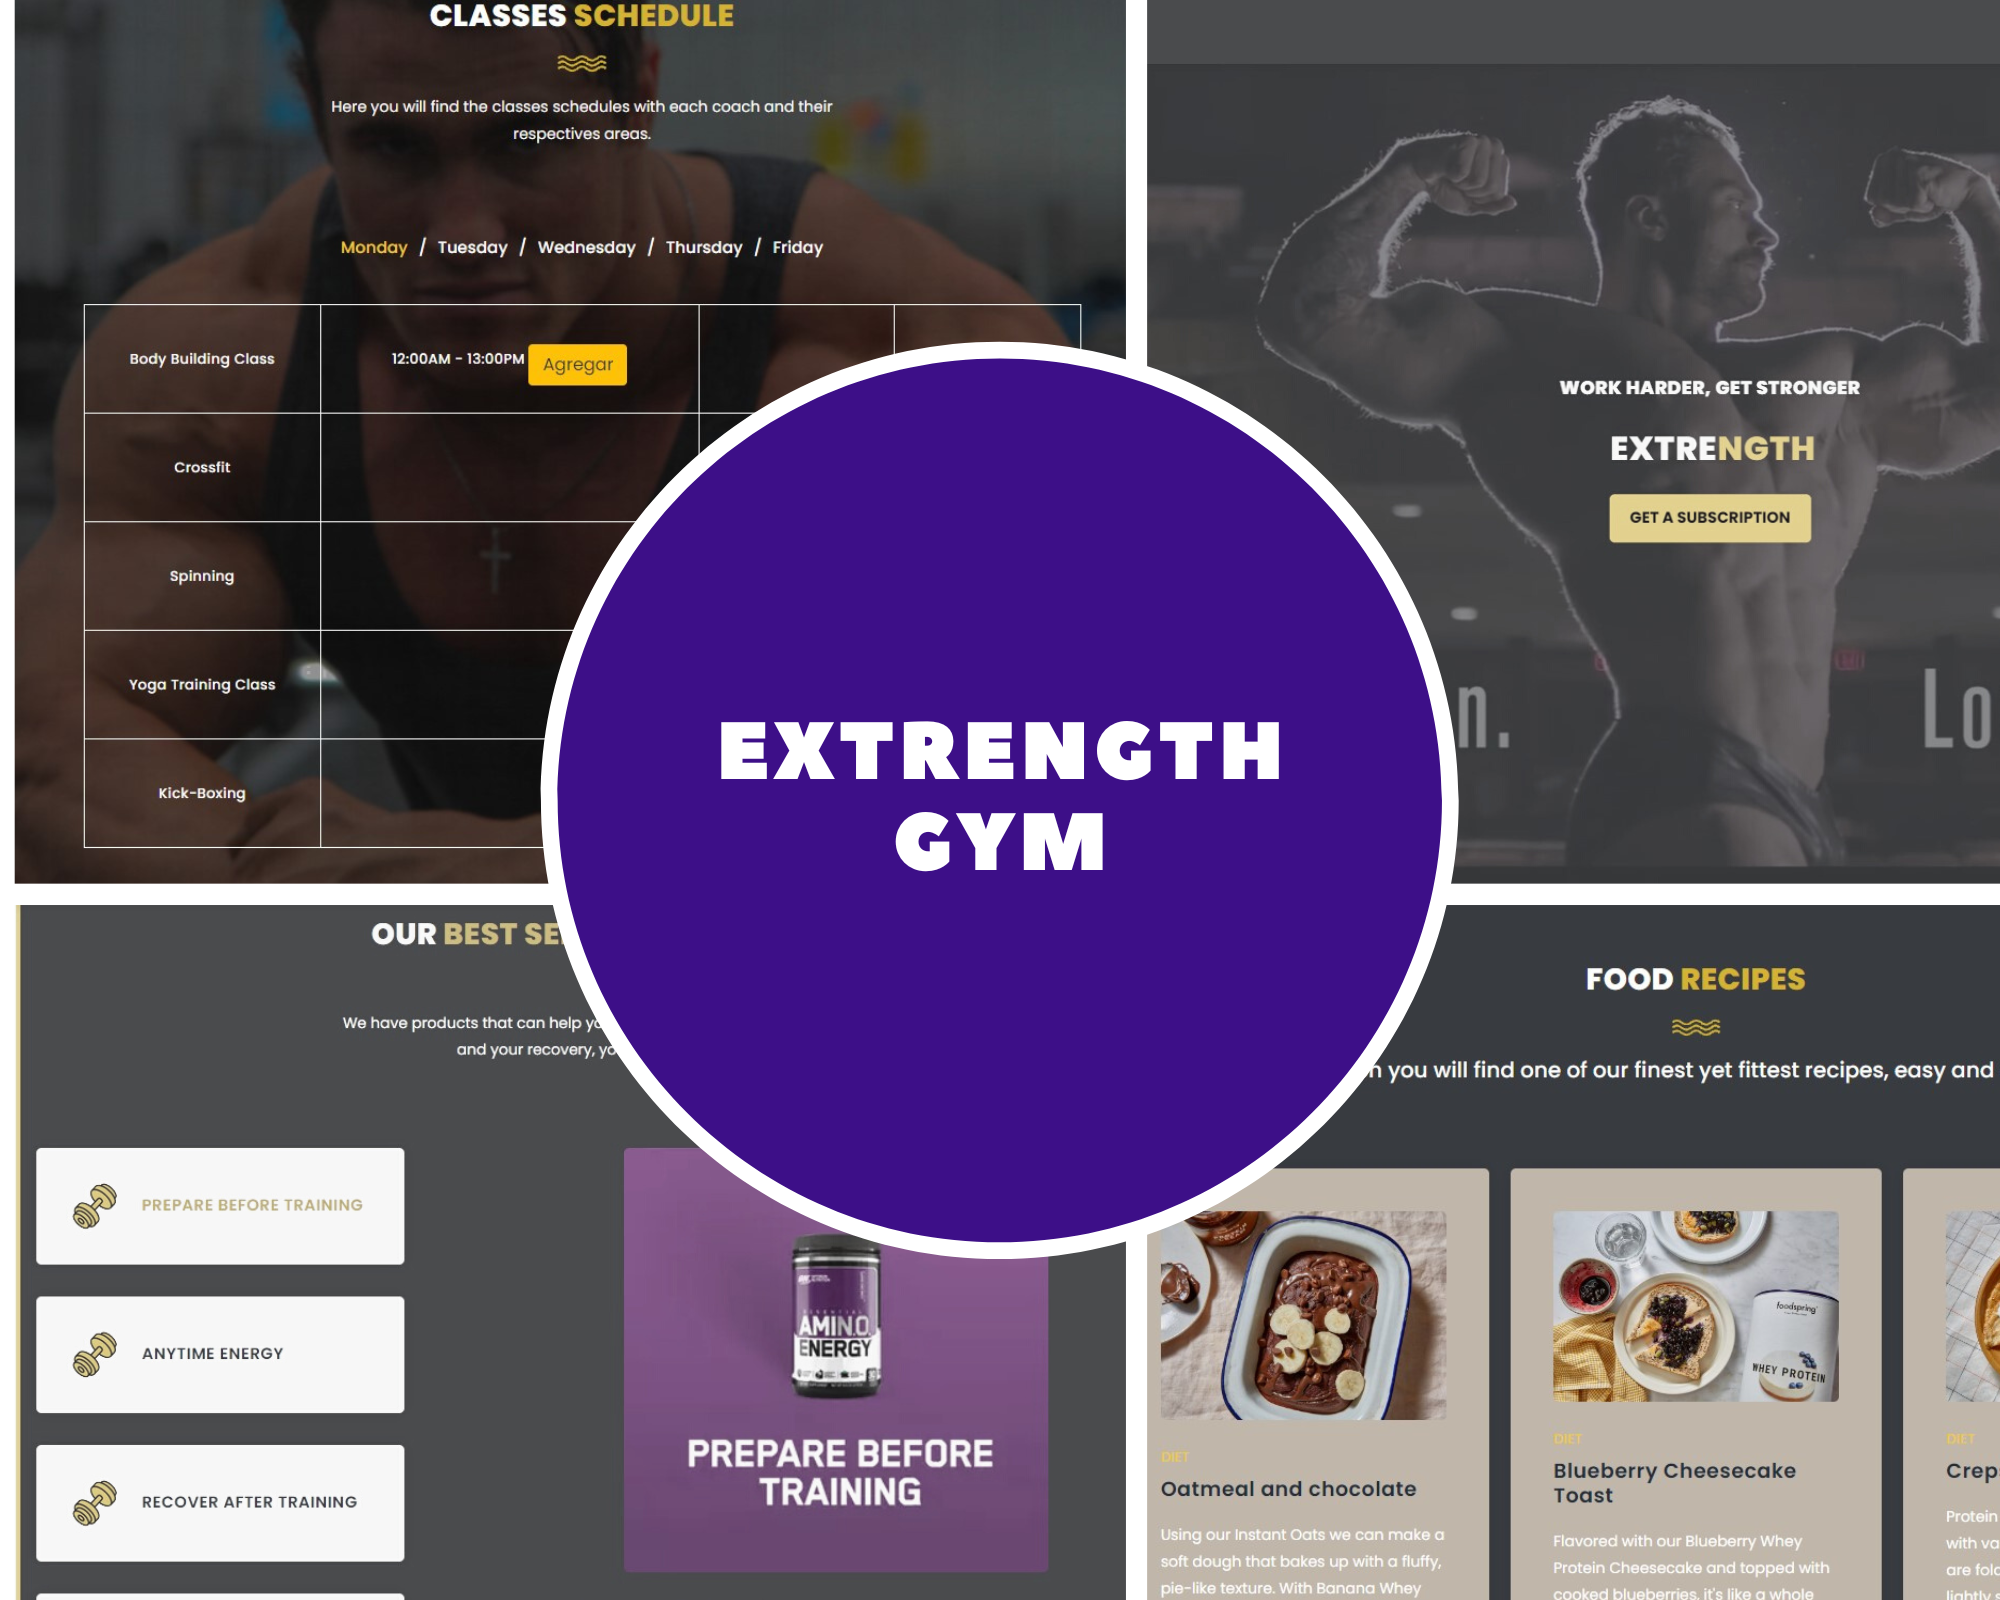 CLASSES SCHEDULE
Here you will find the classes schedules with each coach and their
respectives areas.
Monday / Tuesday / Wednesday / Thursday / Friday
Body Building Class
12:00AM - 13:00PM
Agregar
Crossfit
Spinning
Yoga Training Class
Kick-Boxing
WORK HARDER, GET STRONGER
EXTRENGTH
GET A SUBSCRIPTION
n.
Lo
EXTRENGTH
GYM
OUR BEST SE
We have products that can help yo
and your recovery, yo
PREPARE BEFORE TRAINING
ANYTIME ENERGY
RECOVER AFTER TRAINING
AMIN.O.
ENERGY
PREPARE BEFORE
TRAINING
FOOD RECIPES
n you will find one of our finest yet fittest recipes, easy and
DIET
Oatmeal and chocolate
Using our Instant Oats we can make a
soft dough that bakes up with a fluffy,
pie-like texture. With Banana Whey
foodspring
WHEY PROTEIN
DIET
Blueberry Cheesecake
Toast
Flavored with our Blueberry Whey
Protein Cheesecake and topped with
cooked blueberries, it's like a whole
DIET
Crep
Protein
with va
are fold
lightly s